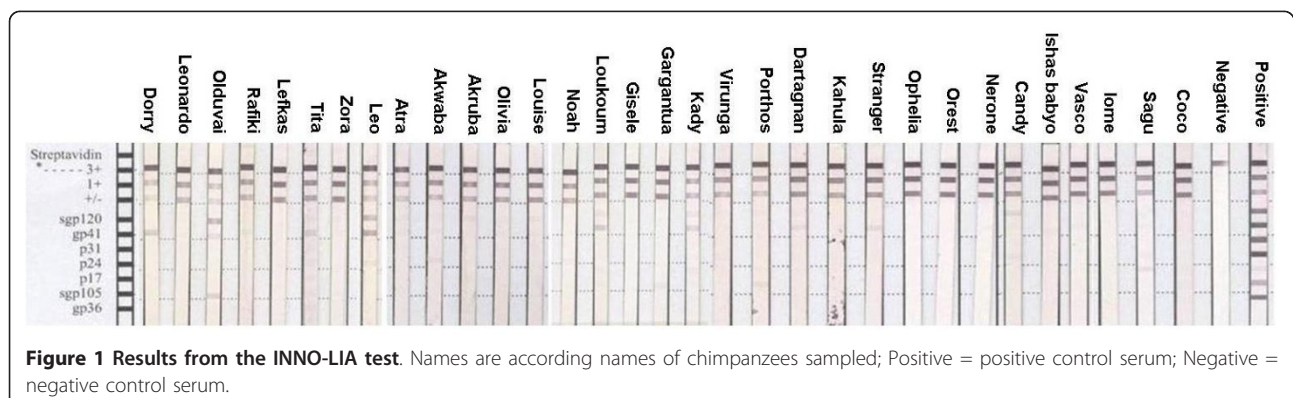 Dorry
Leonardo
Olduvai
Rafiki
Lefkas
Tita
Zora
Leo
Atra
Akwaba
Akruba
Olivia
Louise
Noah
Loukoum
Gisele
Gargantua
Kady
Virunga
Porthos
Dartagnan
Kahula
Stranger
Ophelia
Orest
Nerone
Candy
Ishas babyo
Vasco
Iome
Sagu
Coco
Negative
Positive
Streptavidin
* ----- 3+
1+
+/-
sgp120
gp41
p31
p24
p17
sgp105
gp36
Figure 1 Results from the INNO-LIA test. Names are according names of chimpanzees sampled; Positive = positive control serum; Negative =
negative control serum.